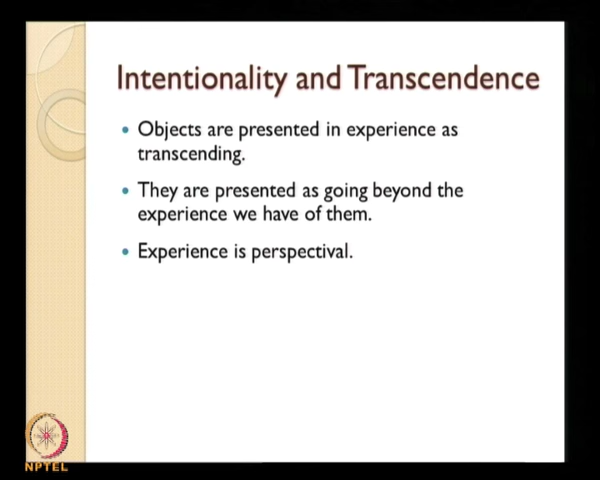 Intentionality and Transcendence
• Objects are presented in experience as
transcending.
• They are presented as going beyond the
experience we have of them.
• Experience is perspectival.
NPTEL